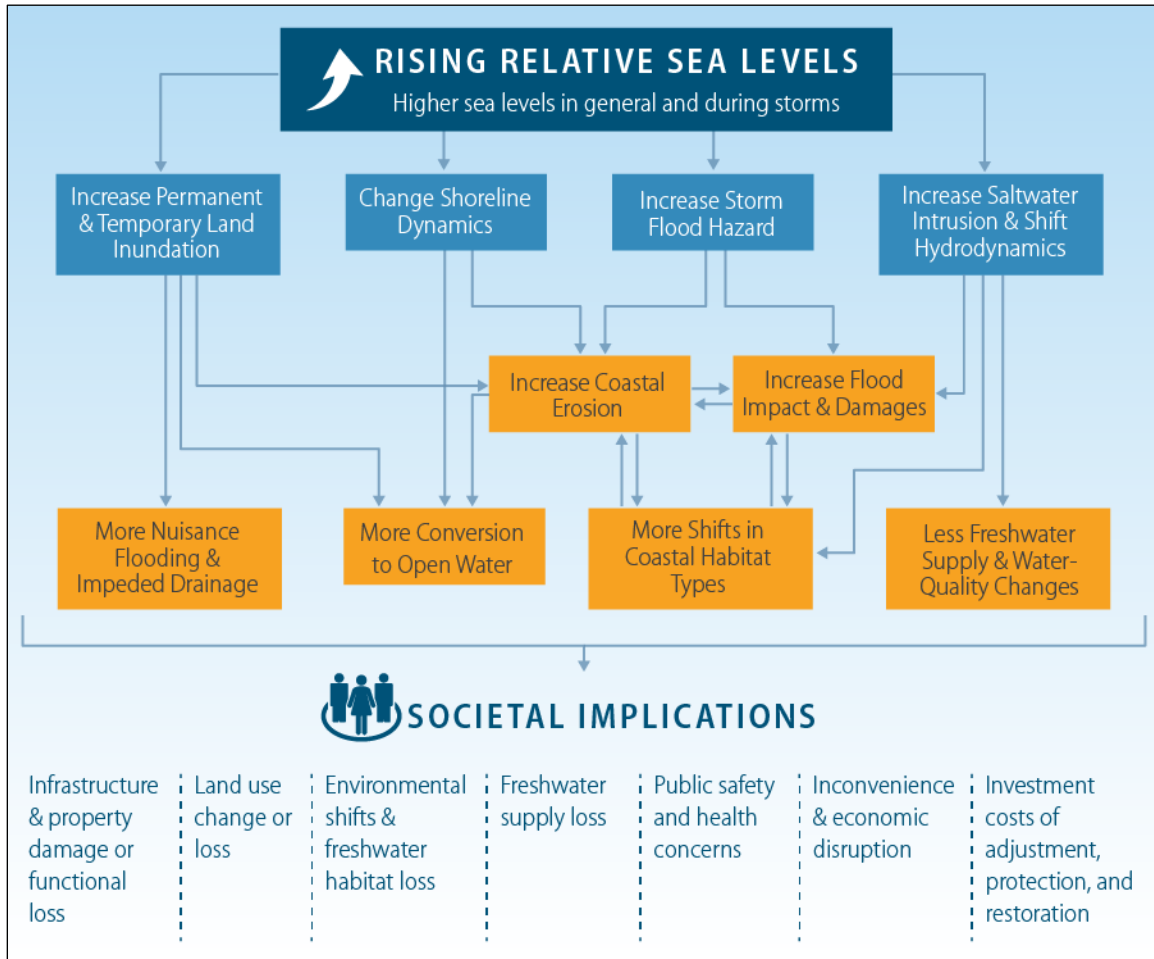 RISING RELATIVE SEA LEVELS
Higher sea levels in general and during storms
Increase Permanent
& Temporary Land
Inundation
Change Shoreline
Dynamics
Increase Storm
Flood Hazard
Increase Saltwater
Intrusion & Shift
Hydrodynamics
Increase Coastal
Erosion
Increase Flood
Impact & Damages
More Nuisance
Flooding &
Impeded Drainage
More Conversion
to Open Water
More Shifts in
Coastal Habitat
Types
Less Freshwater
Supply & Water-
Quality Changes
SOCIETAL IMPLICATIONS
Infrastructure
& property
damage or
functional
loss
Land use
change or
loss
Environmental
shifts &
freshwater
habitat loss
Freshwater
supply loss
Public safety
and health
concerns
Inconvenience
& economic
disruption
Investment
costs of
adjustment,
protection, and
restoration